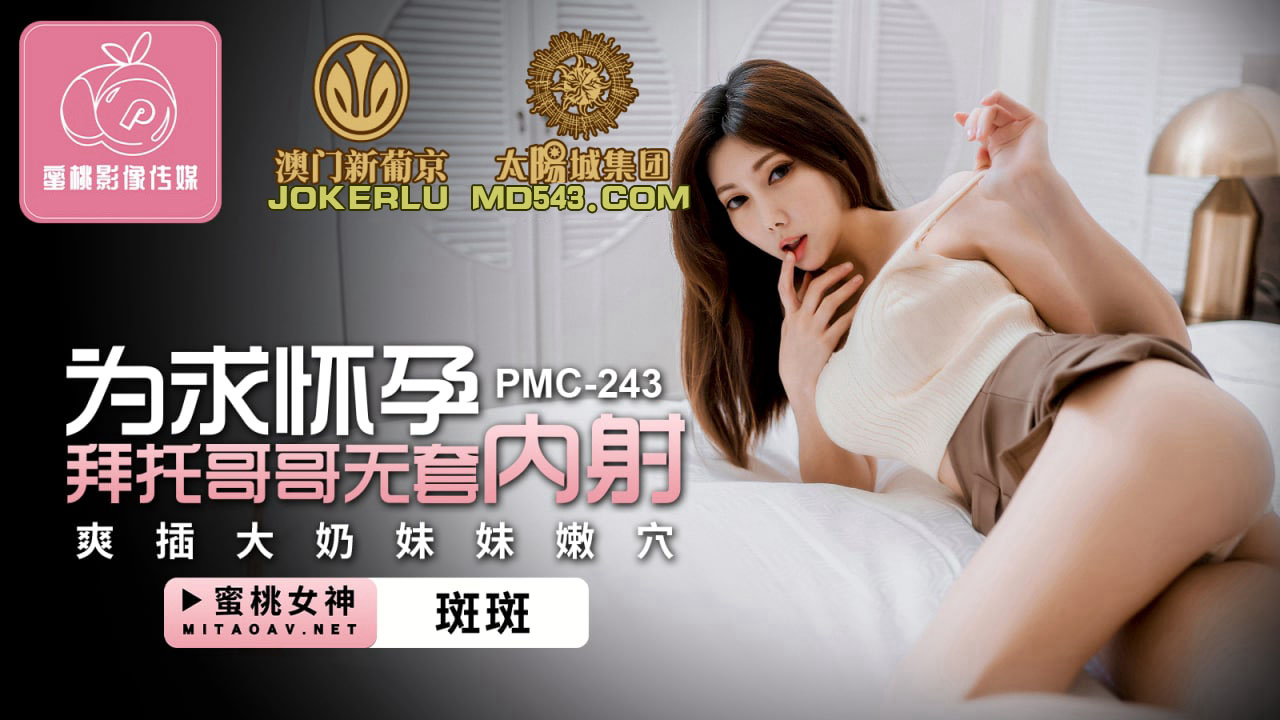 P
蜜桃影像传媒
澳门新葡京
JOKERLU
太陽城集团
MD543.COM
为求怀孕
PMC-243
拜托哥哥无套内射
爽插大奶妹妹嫩穴
蜜桃女神
MITAOAV.NET
斑斑